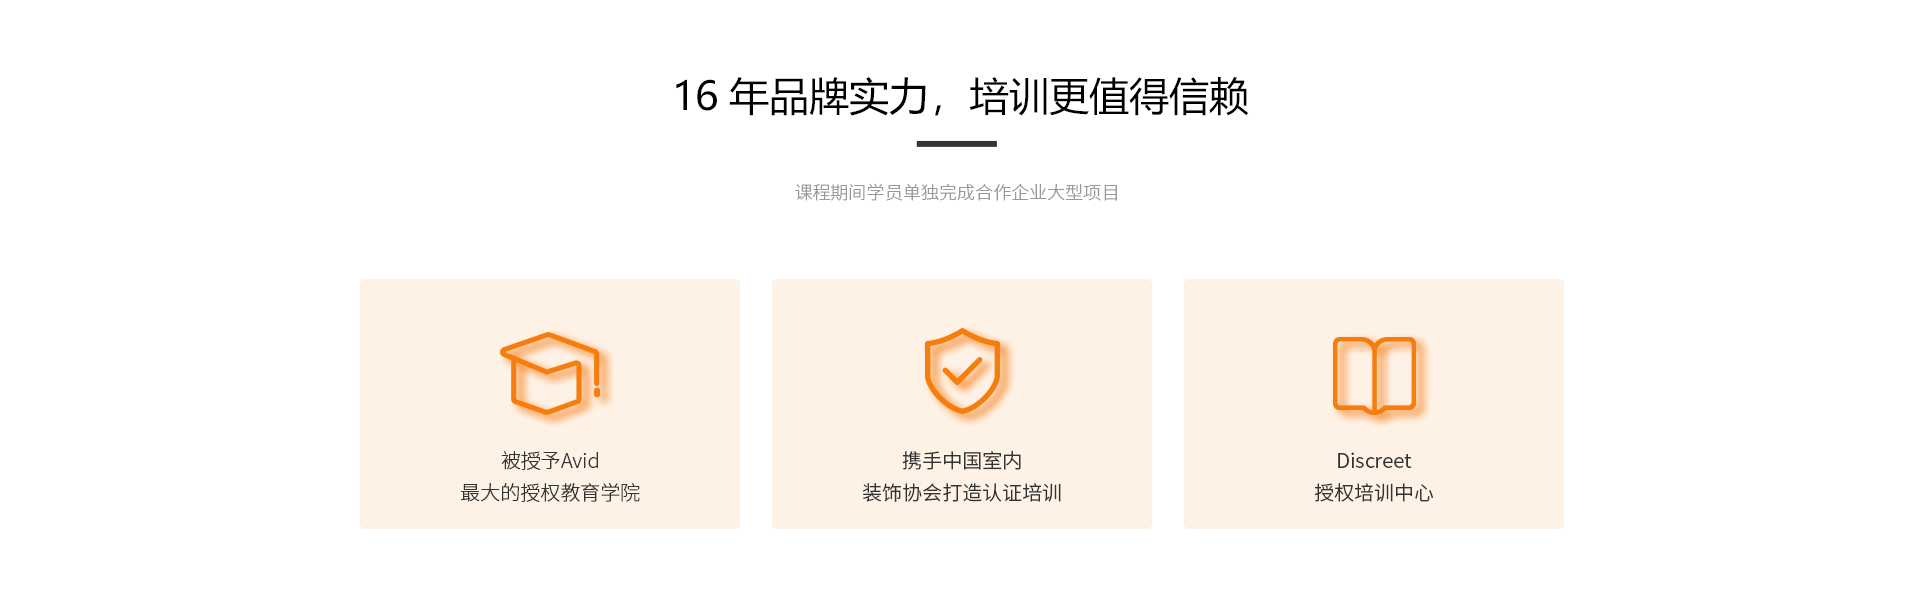 16 年品牌实力，培训更值得信赖
课程期间学员单独完成合作企业大型项目
被授予Avid
最大的授权教育学院
携手中国室内
装饰协会打造认证培训
Discreet
授权培训中心